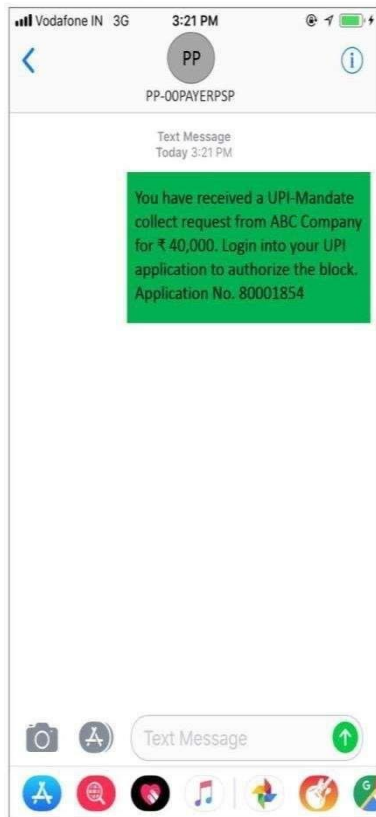 Vodafone IN 3G 3:21 PM
PP
PP-OOPAYERPSP
Text Message
Today 3:21 PM
You have received a UPI-Mandate
collect request from ABC Company
for ₹ 40,000. Login into your UPI
application to authorize the block.
Application No. 80001854
Text Message
G